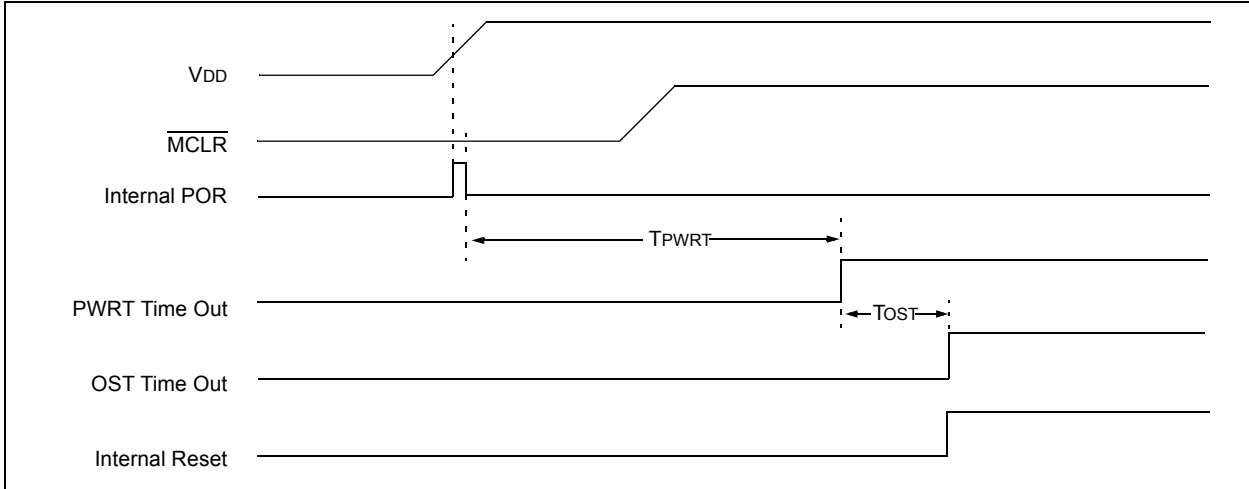 VDD
MCLR
Internal POR
TPWRT
PWRT Time Out
TOST
OST Time Out
Internal Reset